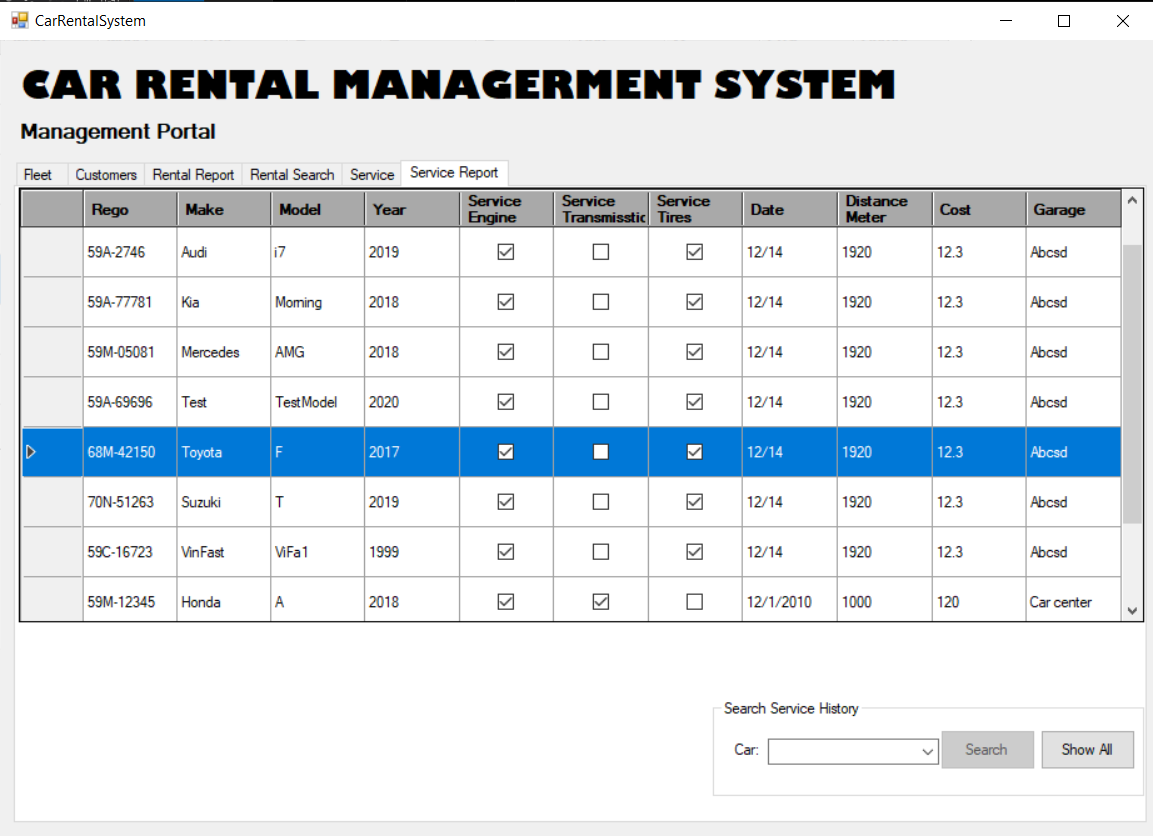 CarRentalSystem
CAR RENTAL MANAGERMENT SYSTEM
Management Portal
Fleet Customers Rental Report Rental Search Service Service Report
Rego Make Model Year Service Engine Service Transmisstic Service Tires Date Distance Meter Cost Garage
59A-2746 Audi i7 2019 12/14 1920 12.3 Abcsd
59A-77781 Kia Morning 2018 12/14 1920 12.3 Abcsd
59M-05081 Mercedes AMG 2018 12/14 1920 12.3 Abcsd
59A-69696 Test TestModel 2020 12/14 1920 12.3 Abcsd
68M-42150 Toyota F 2017 12/14 1920 12.3 Abcsd
70N-51263 Suzuki T 2019 12/14 1920 12.3 Abcsd
59C-16723 VinFast ViFa1 1999 12/14 1920 12.3 Abcsd
59M-12345 Honda A 2018 12/1/2010 1000 120 Car center
Search Service History
Car: Search Show All